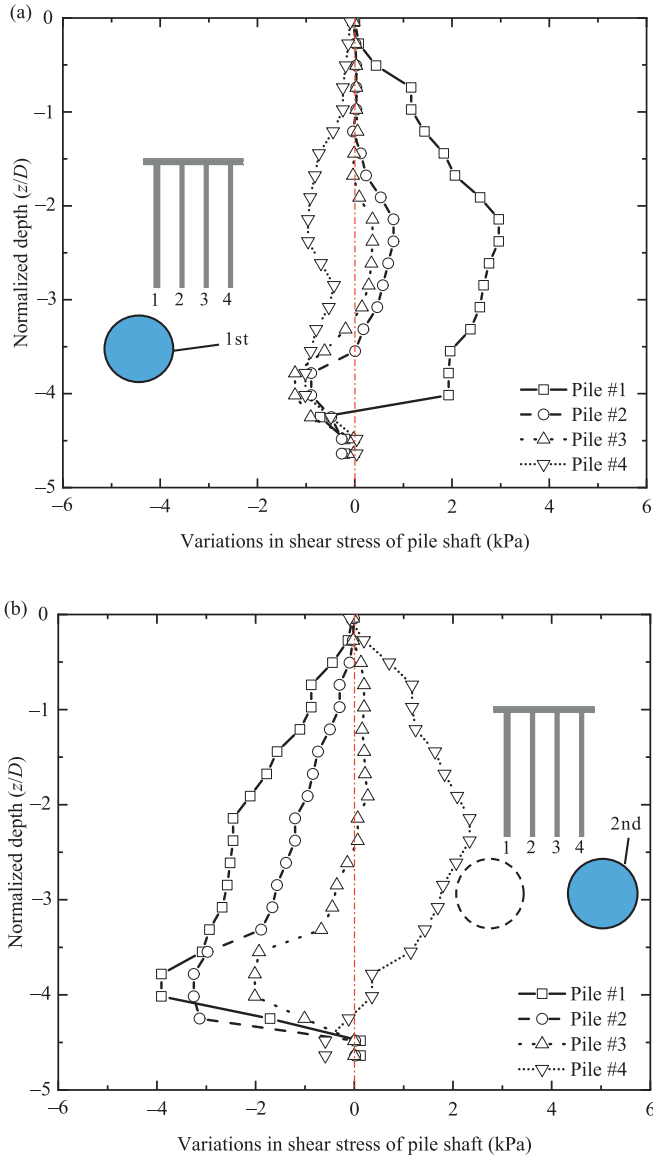 (a)
0
−1
−2
−3
−4
−5
Normalized depth (z/D)
1 2 3 4
1st
Pile #1
Pile #2
Pile #3
Pile #4
−6 −4 −2 0 2 4 6
Variations in shear stress of pile shaft (kPa)
(b)
0
−1
−2
−3
−4
−5
Normalized depth (z/D)
1 2 3 4
2nd
Pile #1
Pile #2
Pile #3
Pile #4
−6 −4 −2 0 2 4 6
Variations in shear stress of pile shaft (kPa)